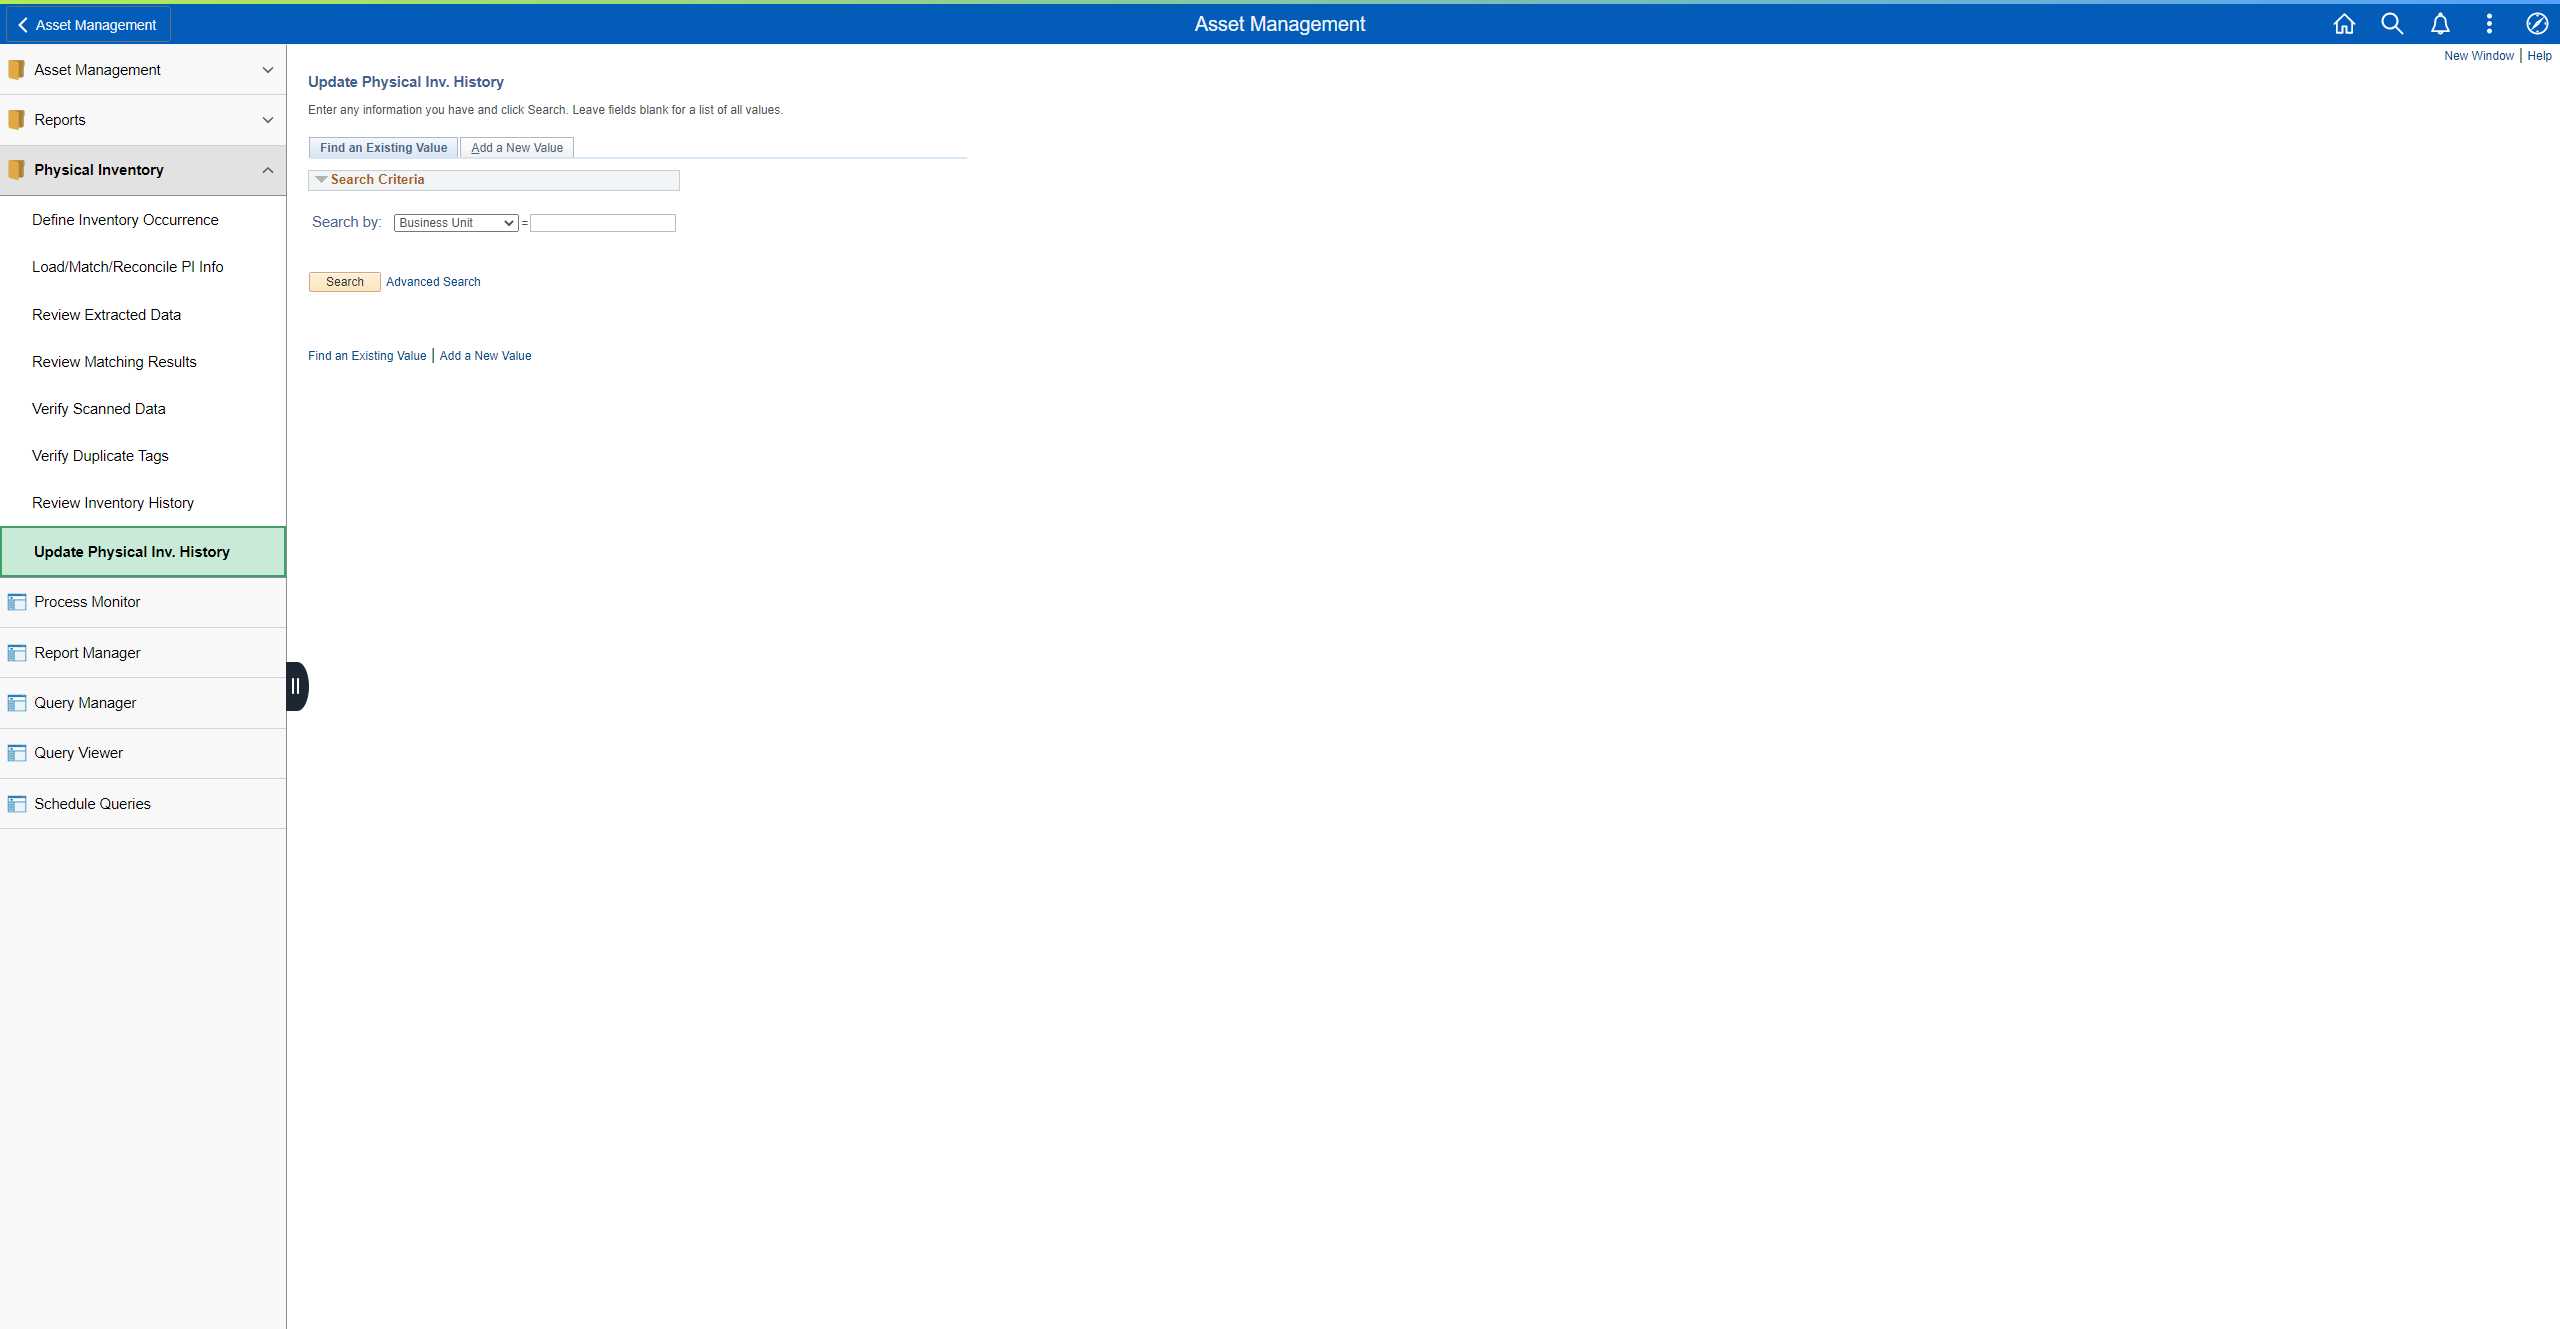 Asset Management
Asset Management
New Window | Help
Asset Management
Reports
Physical Inventory
Define Inventory Occurrence
Load/Match/Reconcile PI Info
Review Extracted Data
Review Matching Results
Verify Scanned Data
Verify Duplicate Tags
Review Inventory History
Update Physical Inv. History
Process Monitor
Report Manager
Query Manager
Query Viewer
Schedule Queries
Update Physical Inv. History
Enter any information you have and click Search. Leave fields blank for a list of all values.
Find an Existing Value Add a New Value
Search Criteria
Search by: Business Unit =
Search Advanced Search
Find an Existing Value | Add a New Value